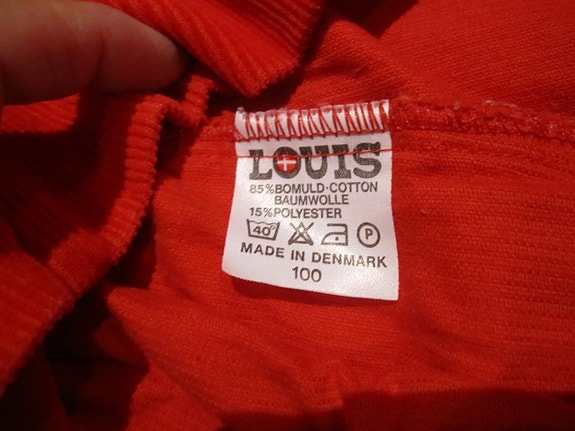 LOUIS
85% BOMULD·COTTON
BAUMWOLLE
15% POLYESTER
40° P
MADE IN DENMARK
100